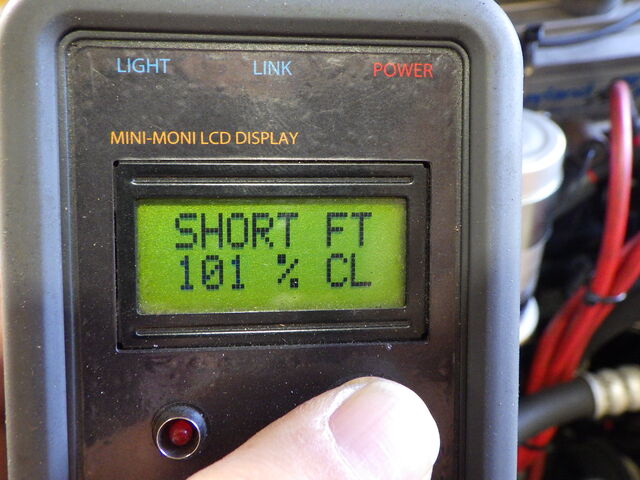 LIGHT LINK POWER
MINI-MONI LCD DISPLAY
SHORT FT
101 % CL